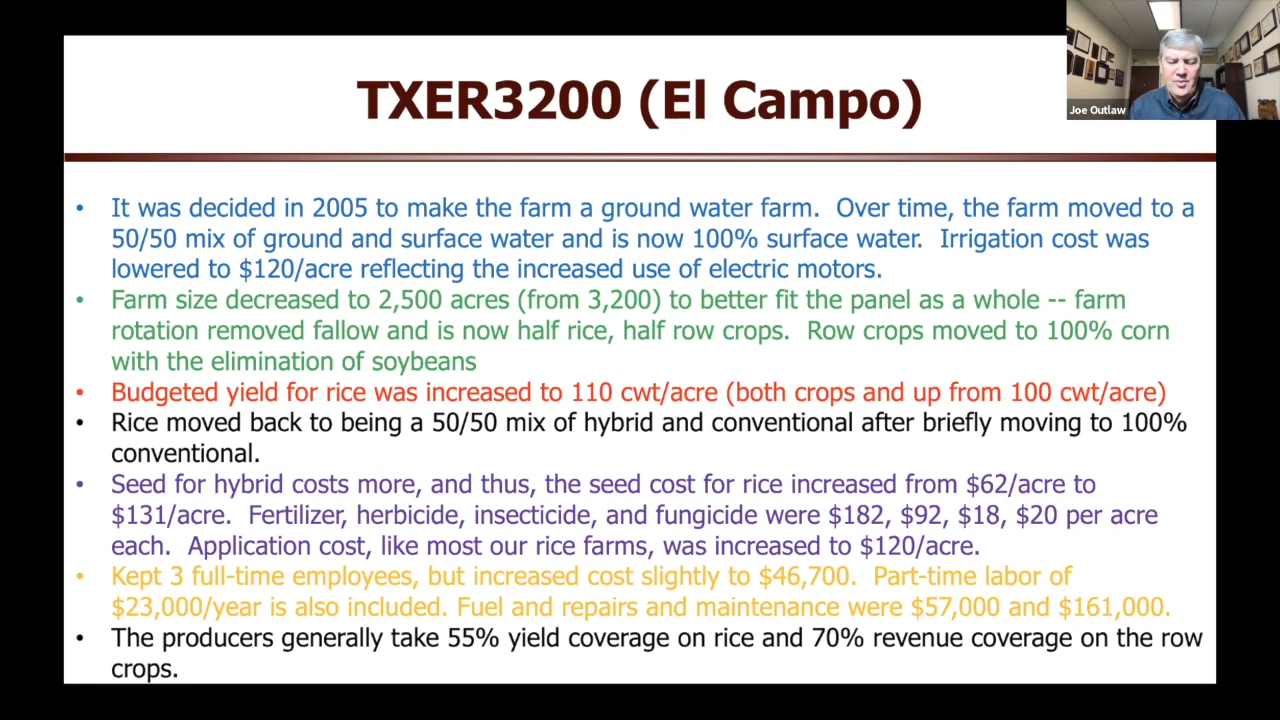 TXER3200 (El Campo)
Joe Outlaw
• It was decided in 2005 to make the farm a ground water farm.  Over time, the farm moved to a
50/50 mix of ground and surface water and is now 100% surface water.  Irrigation cost was
lowered to $120/acre reflecting the increased use of electric motors.
• Farm size decreased to 2,500 acres (from 3,200) to better fit the panel as a whole -- farm
rotation removed fallow and is now half rice, half row crops.  Row crops moved to 100% corn
with the elimination of soybeans
• Budgeted yield for rice was increased to 110 cwt/acre (both crops and up from 100 cwt/acre)
• Rice moved back to being a 50/50 mix of hybrid and conventional after briefly moving to 100%
conventional.
• Seed for hybrid costs more, and thus, the seed cost for rice increased from $62/acre to
$131/acre.  Fertilizer, herbicide, insecticide, and fungicide were $182, $92, $18, $20 per acre
each.  Application cost, like most our rice farms, was increased to $120/acre.
• Kept 3 full-time employees, but increased cost slightly to $46,700.  Part-time labor of
$23,000/year is also included. Fuel and repairs and maintenance were $57,000 and $161,000.
• The producers generally take 55% yield coverage on rice and 70% revenue coverage on the row
crops.